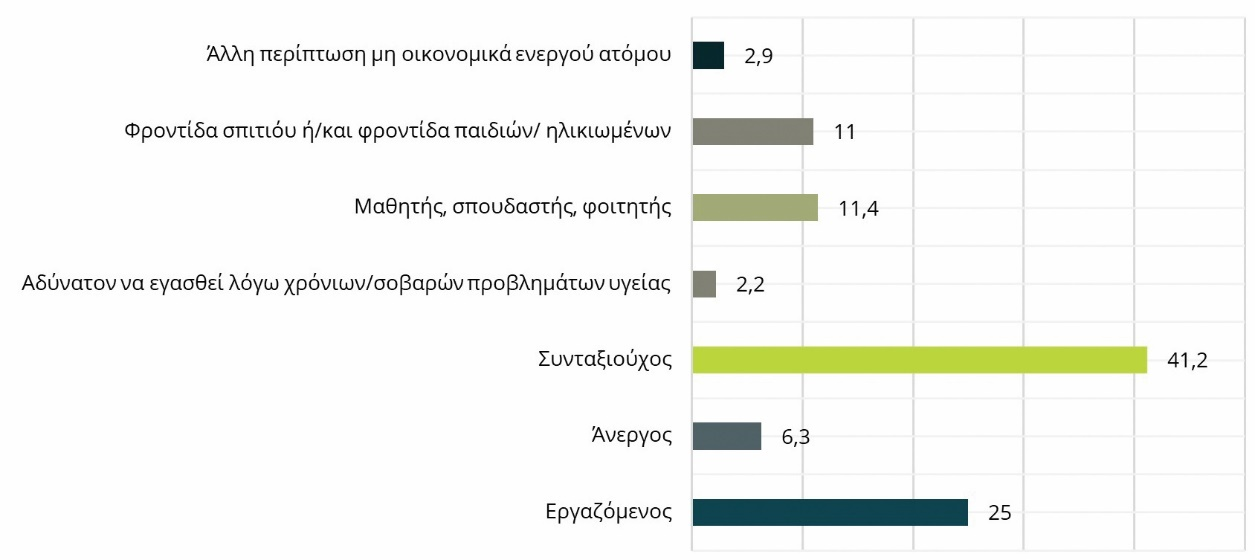 Άλλη περίπτωση μη οικονομικά ενεργού ατόμου 2,9
Φροντίδα σπιτιόυ ή/και φροντίδα παιδιών/ ηλικιωμένων 11
Μαθητής, σπουδαστής, φοιτητής 11,4
Αδύνατον να εγασθεί λόγω χρόνιων/σοβαρών προβλημάτων υγείας 2,2
Συνταξιούχος 41,2
Άνεργος 6,3
Εργαζόμενος 25